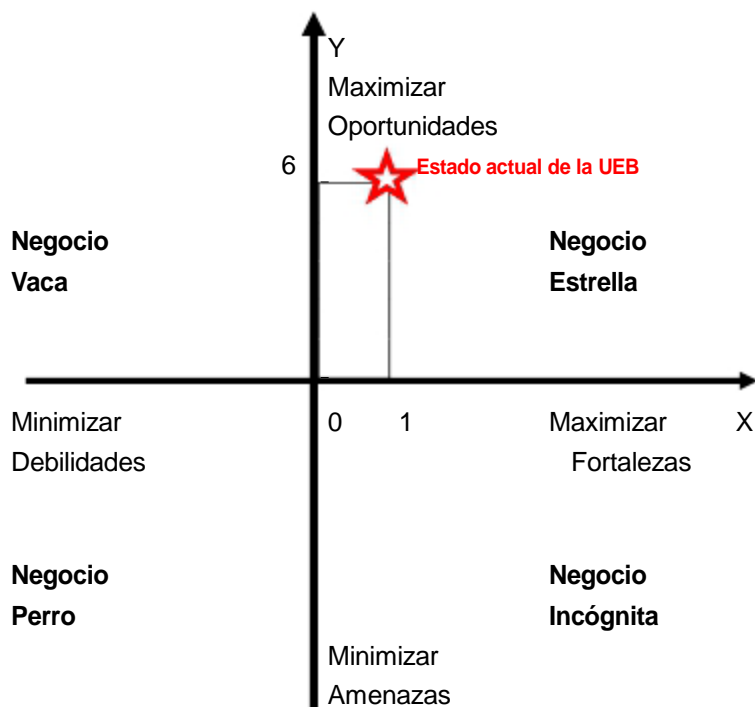 Y
Maximizar
Oportunidades
6
Estado actual de la UEB
Negocio
Vaca
Negocio
Estrella
Minimizar
Debilidades
0
1
Maximizar
Fortalezas
X
Negocio
Perro
Negocio
Incógnita
Minimizar
Amenazas